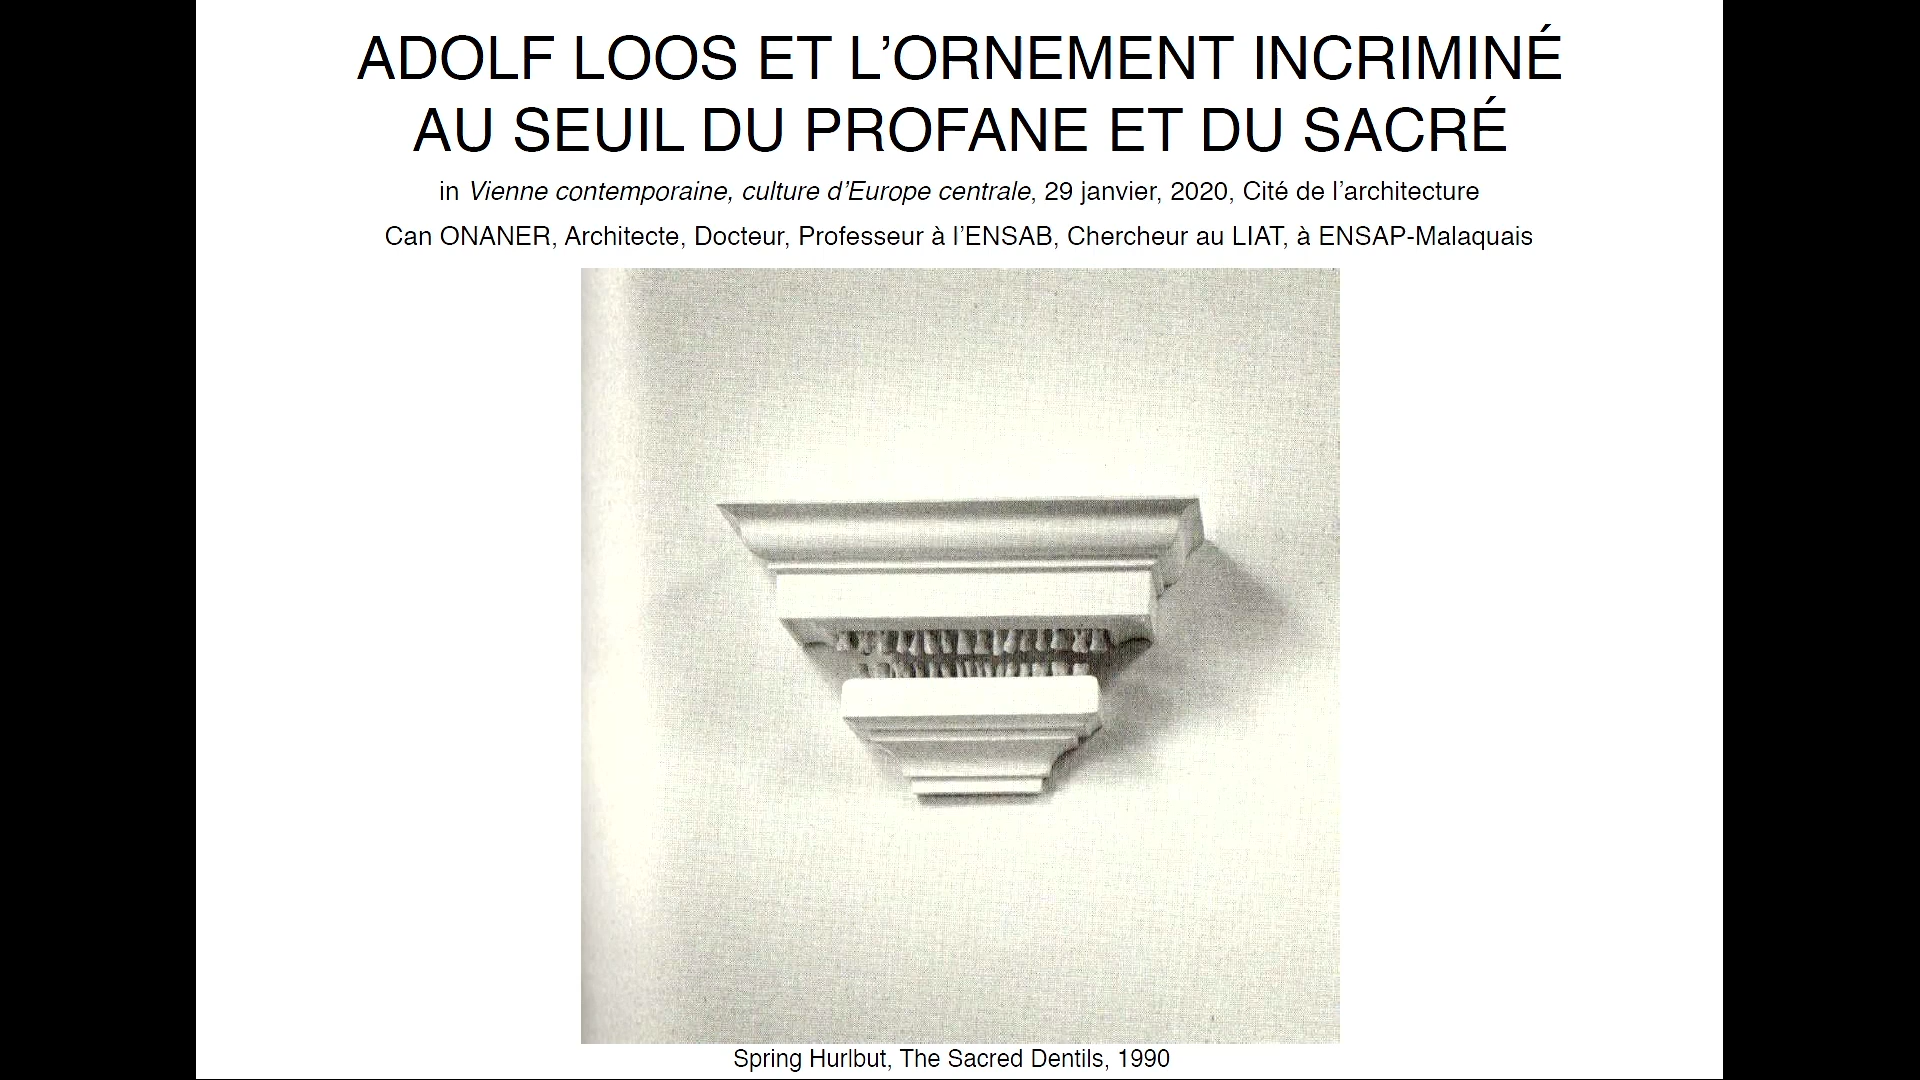 ADOLF LOOS ET L’ORNEMENT INCRIMINÉ
AU SEUIL DU PROFANE ET DU SACRÉ
in Vienne contemporaine, culture d’Europe centrale, 29 janvier, 2020, Cité de l’architecture
Can ONANER, Architecte, Docteur, Professeur à l’ENSAB, Chercheur au LIAT, à ENSAP-Malaquais
Spring Hurlbut, The Sacred Dentils, 1990